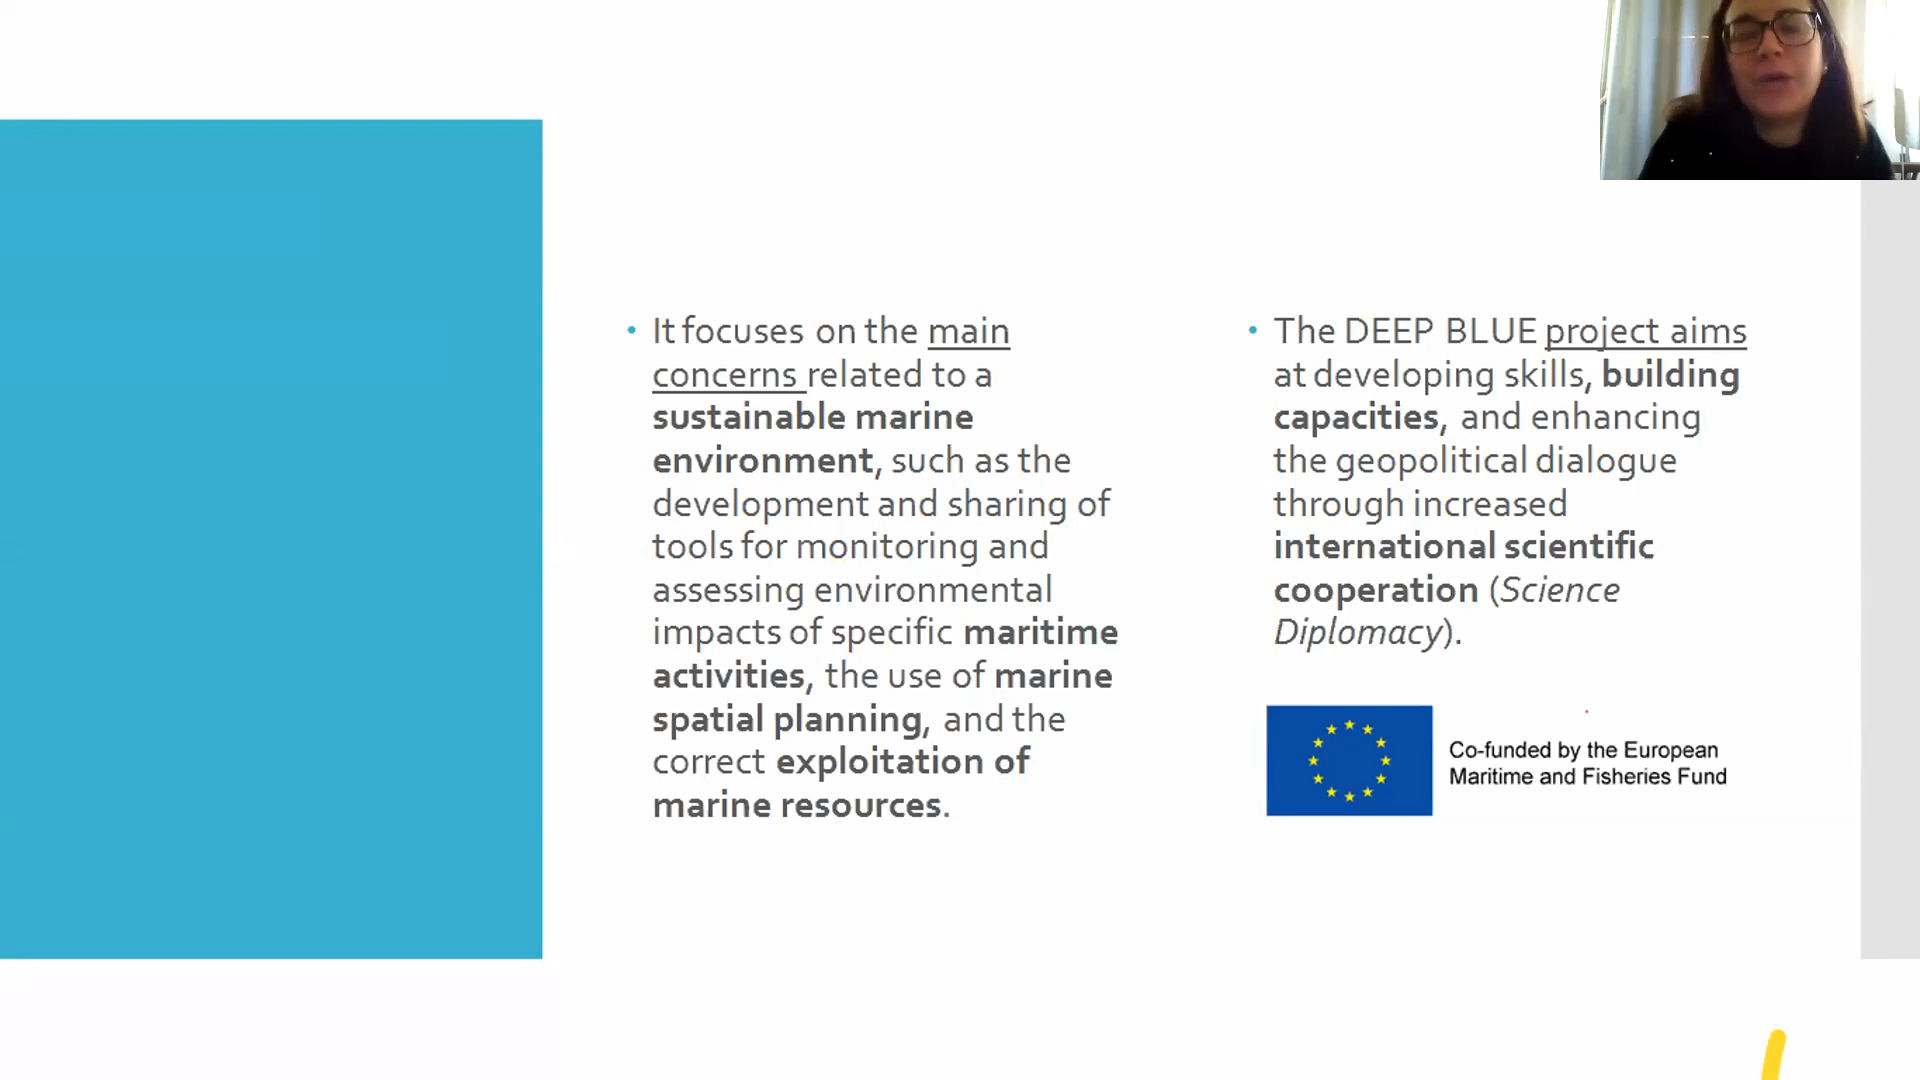 It focuses on the main
concerns related to a
sustainable marine
environment, such as the
development and sharing of
tools for monitoring and
assessing environmental
impacts of specific maritime
activities, the use of marine
spatial planning, and the
correct exploitation of
marine resources.
The DEEP BLUE project aims
at developing skills, building
capacities, and enhancing
the geopolitical dialogue
through increased
international scientific
cooperation (Science
Diplomacy).
Co-funded by the European
Maritime and Fisheries Fund